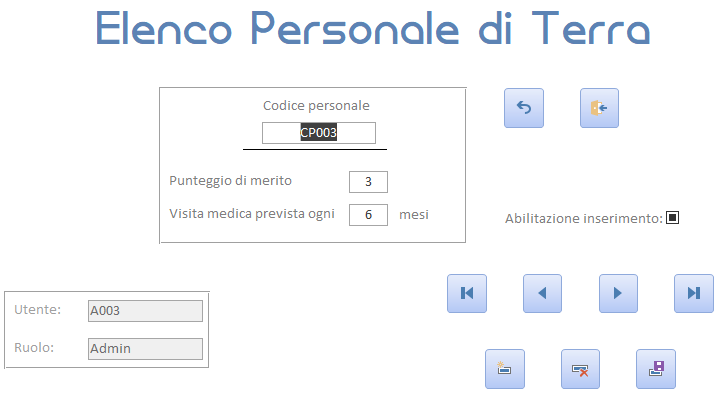 Elenco Personale di Terra
Codice personale
CP003
Punteggio di merito 3
Visita medica prevista ogni 6 mesi
Abilitazione inserimento:
Utente: A003
Ruolo: Admin